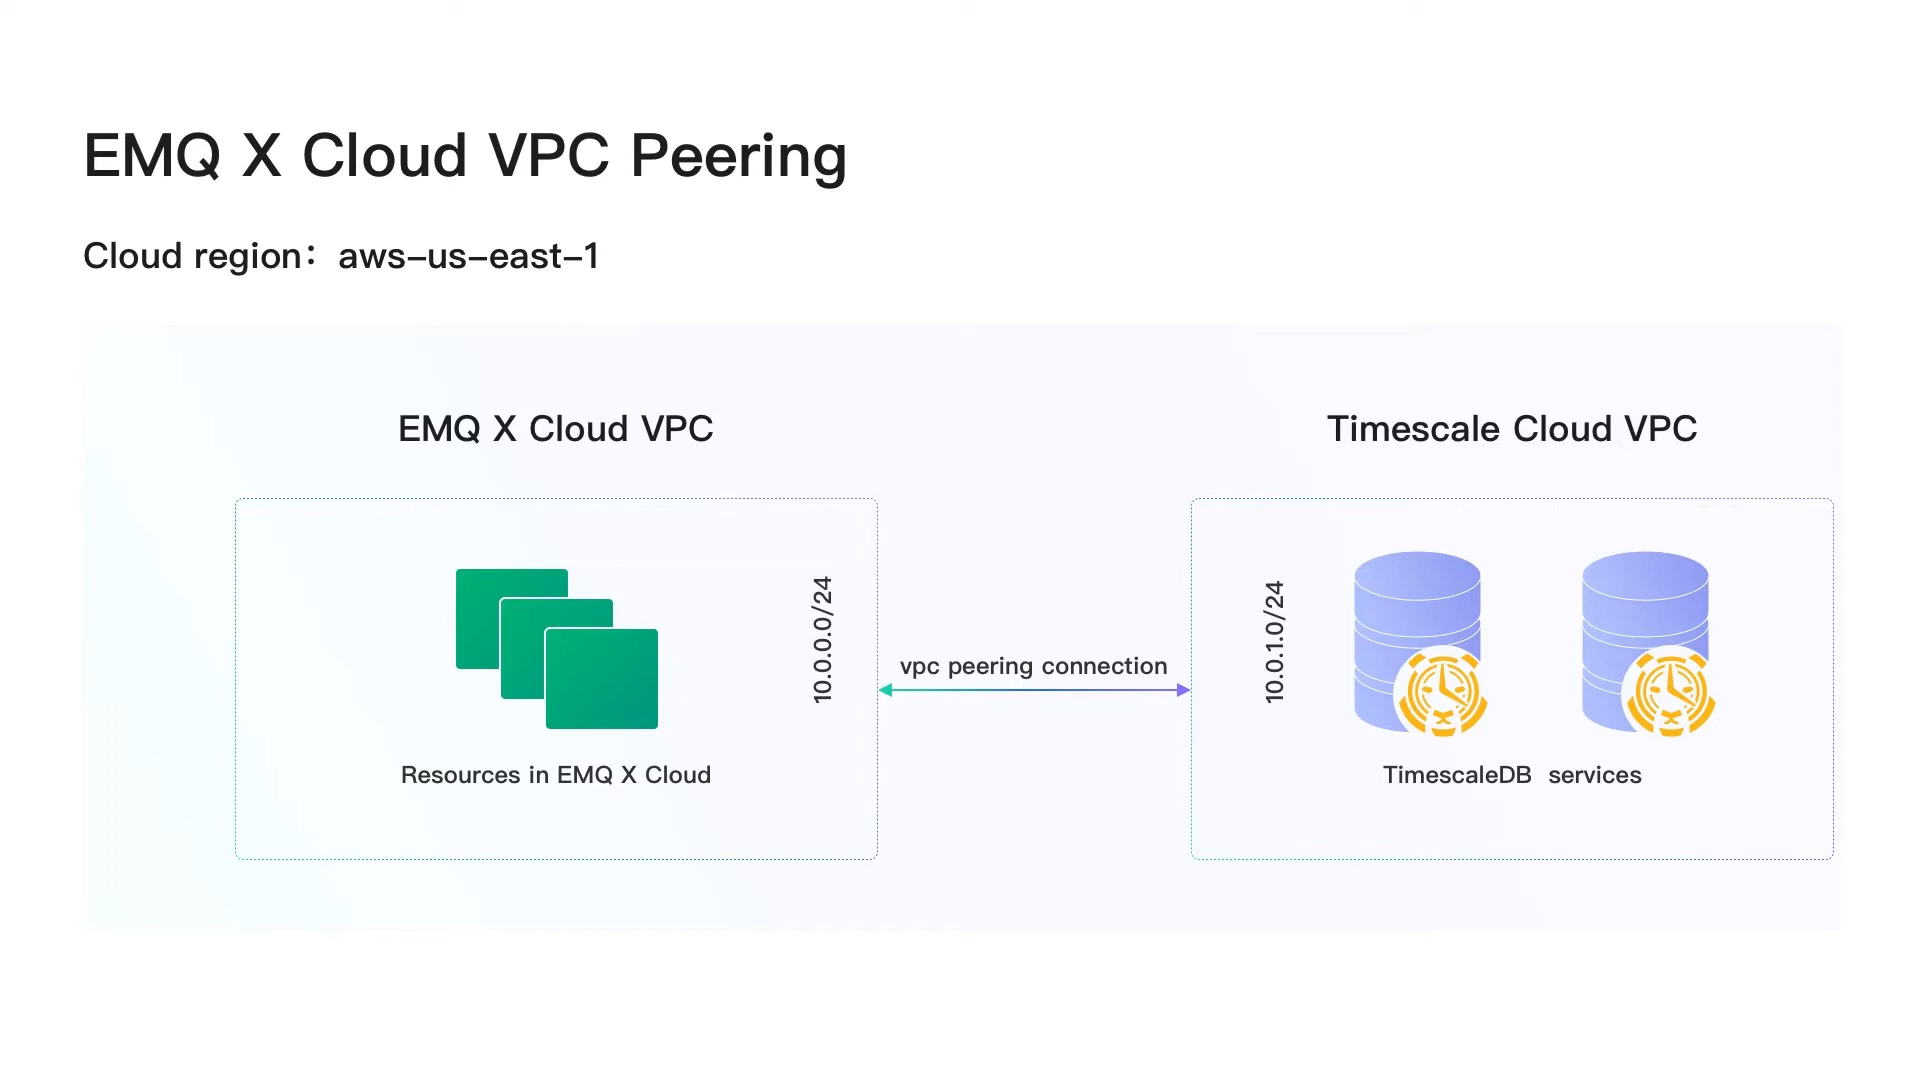 EMQ X Cloud VPC Peering
Cloud region：aws–us–east–1
EMQ X Cloud VPC
Timescale Cloud VPC
10.0.0.0/24
vpc peering connection
10.0.1.0/24
Resources in EMQ X Cloud
TimescaleDB services